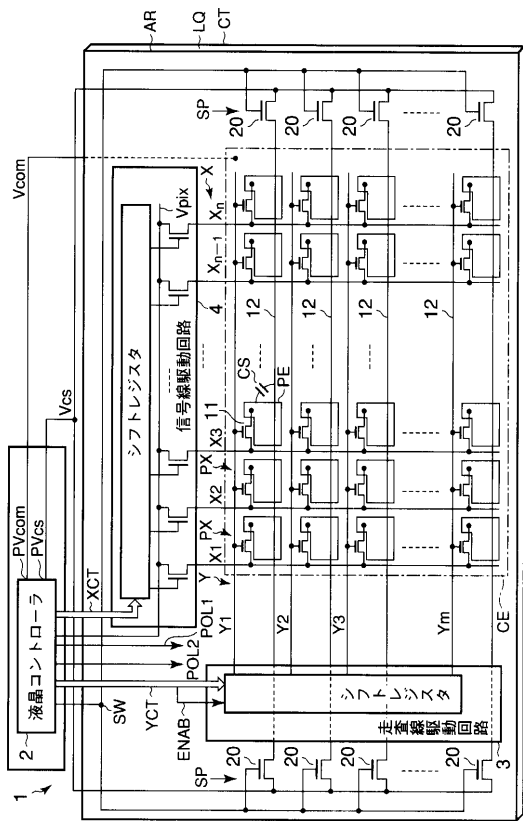 1
2
液晶コントローラ
PVcom
PVcs
Vcom
Vcs
AR
LQ
CT
SW
YCT
ENAB
POL2
POL1
XCT
シフトレジスタ
信号線駆動回路
4
Vpix
X
X1
X2
X3
Xn−1
Xn
Y
PX
PX
11
CS
PE
SP
20
20
20
20
SP
20
20
20
20
Y1
Y2
Y3
Ym
12
12
12
12
シフトレジスタ
走査線駆動回路
3
CE